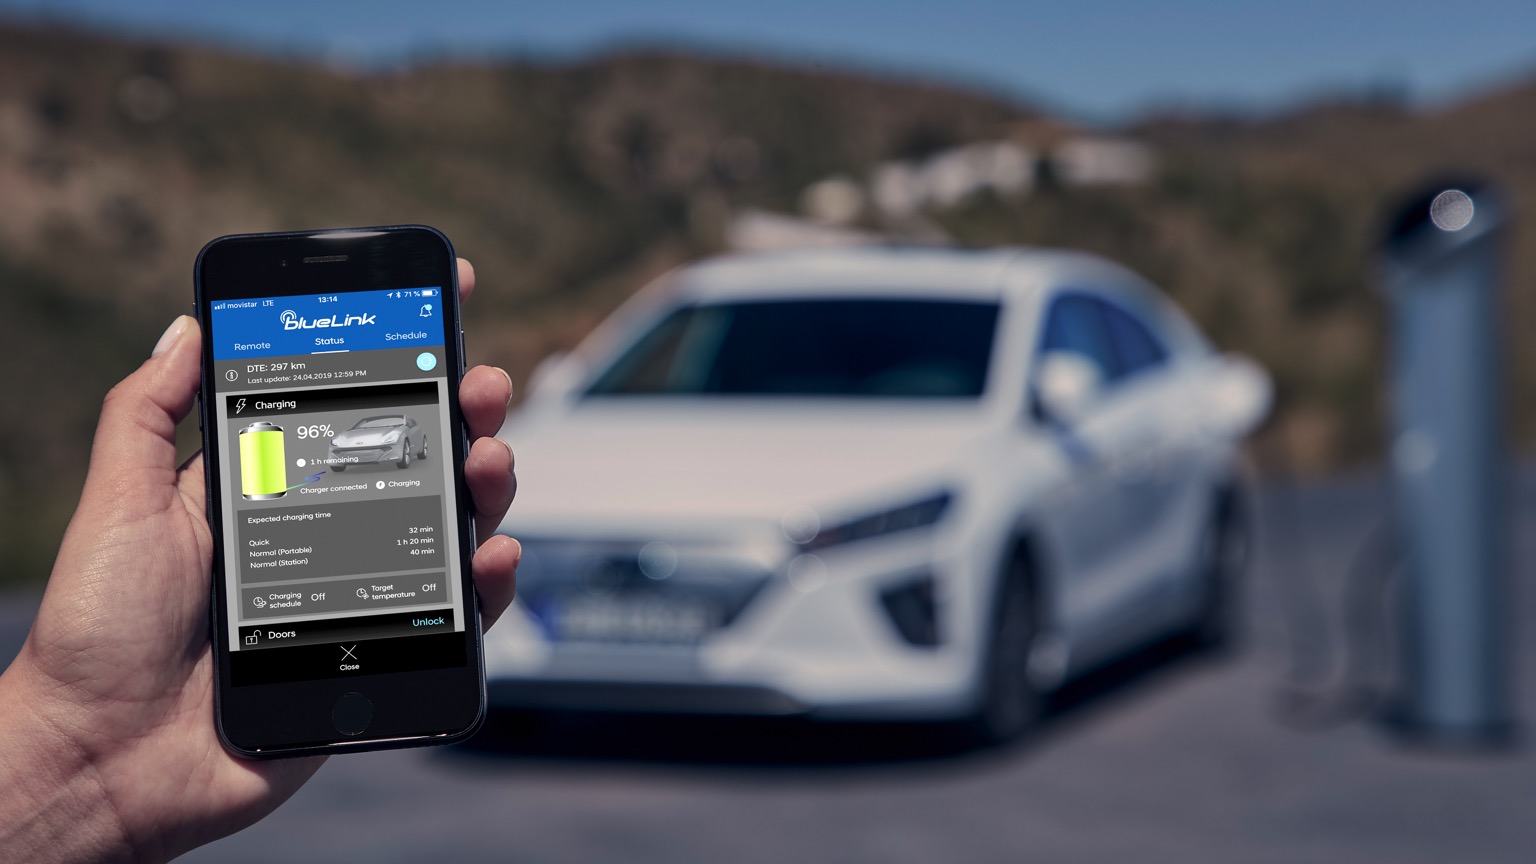 movistar LTE 13:14 71 %
blueLink
Remote Status Schedule
DTE: 297 km
Last update: 24.04.2019 12:59 PM
Charging
96%
1 h remaining
Charger connected Charging
Expected charging time
Quick 32 min
Normal (Portable) 1 h 20 min
Normal (Station) 40 min
Charging schedule Off Target temperature Off
Doors Unlock
Close